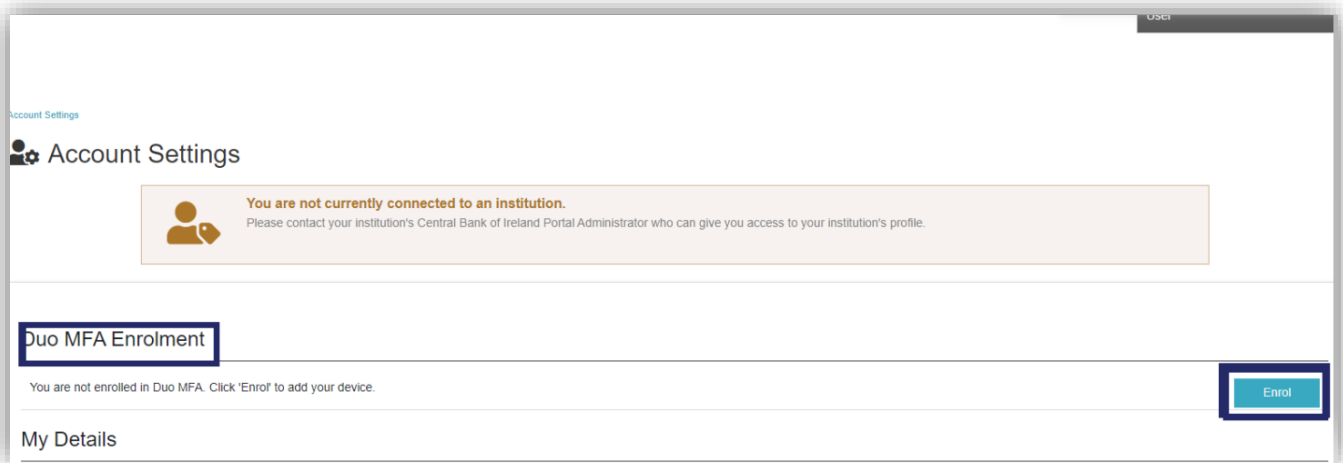 User
Account Settings
Account Settings
You are not currently connected to an institution.
Please contact your institution's Central Bank of Ireland Portal Administrator who can give you access to your institution's profile.
Duo MFA Enrolment
You are not enrolled in Duo MFA. Click 'Enrol' to add your device.
Enrol
My Details